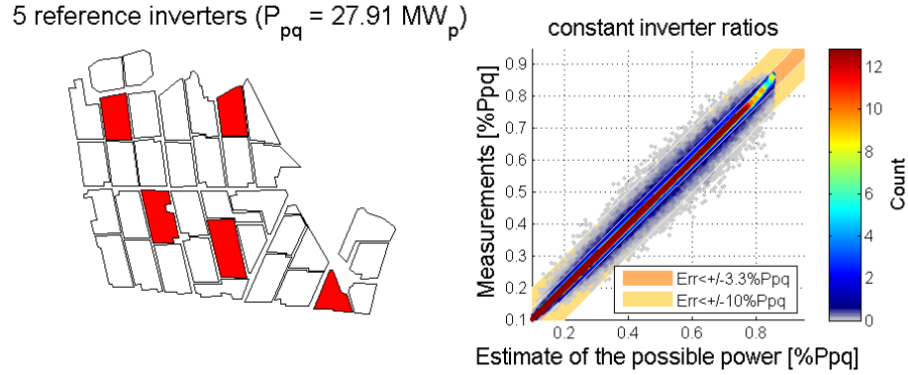 5 reference inverters (P_pq = 27.91 MW_p)
constant inverter ratios
Measurements [%Ppq]
0.9
0.8
0.7
0.6
0.5
0.4
0.3
0.2
0.1
0.2
0.4
0.6
0.8
Err<+/-3.3%Ppq
Err<+/-10%Ppq
Estimate of the possible power [%Ppq]
12
10
8
6
4
2
0
Count